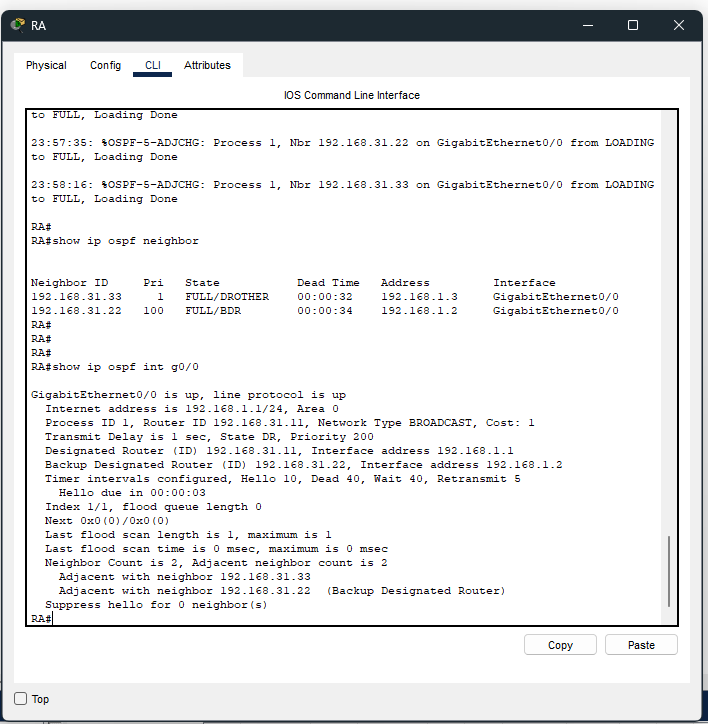 RA
Physical Config CLI Attributes
IOS Command Line Interface
to FULL, Loading Done
23:57:35: %OSPF-5-ADJCHG: Process 1, Nbr 192.168.31.22 on GigabitEthernet0/0 from LOADING
to FULL, Loading Done
23:58:16: %OSPF-5-ADJCHG: Process 1, Nbr 192.168.31.33 on GigabitEthernet0/0 from LOADING
to FULL, Loading Done
RA#
RA#show ip ospf neighbor
Neighbor ID     Pri   State           Dead Time   Address         Interface
192.168.31.33     1   FULL/DROTHER    00:00:32    192.168.1.3     GigabitEthernet0/0
192.168.31.22   100   FULL/BDR        00:00:34    192.168.1.2     GigabitEthernet0/0
RA#
RA#
RA#
RA#show ip ospf int g0/0
GigabitEthernet0/0 is up, line protocol is up
Internet address is 192.168.1.1/24, Area 0
Process ID 1, Router ID 192.168.31.11, Network Type BROADCAST, Cost: 1
Transmit Delay is 1 sec, State DR, Priority 200
Designated Router (ID) 192.168.31.11, Interface address 192.168.1.1
Backup Designated Router (ID) 192.168.31.22, Interface address 192.168.1.2
Timer intervals configured, Hello 10, Dead 40, Wait 40, Retransmit 5
Hello due in 00:00:03
Index 1/1, flood queue length 0
Next 0x0(0)/0x0(0)
Last flood scan length is 1, maximum is 1
Last flood scan time is 0 msec, maximum is 0 msec
Neighbor Count is 2, Adjacent neighbor count is 2
Adjacent with neighbor 192.168.31.33
Adjacent with neighbor 192.168.31.22  (Backup Designated Router)
Suppress hello for 0 neighbor(s)
RA#
Copy Paste
Top